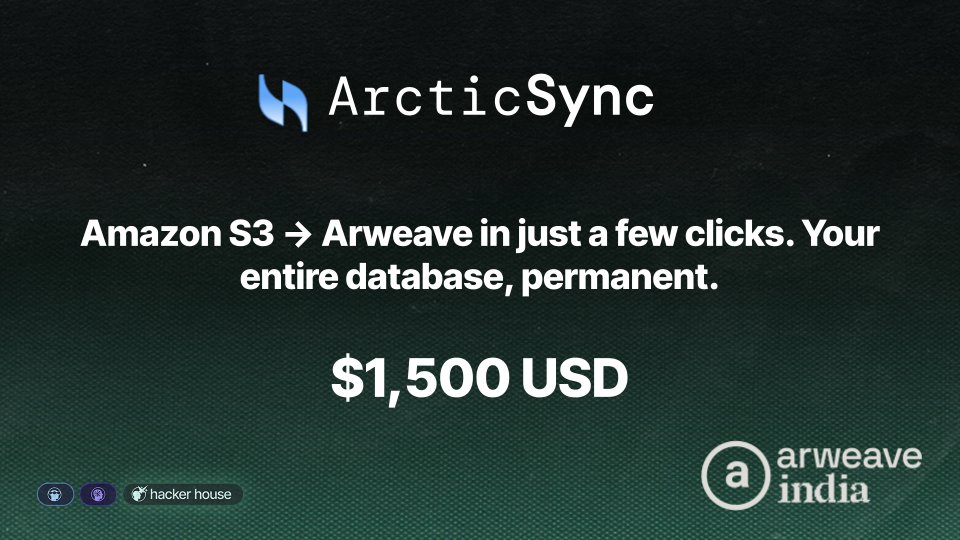 ArcticSync
Amazon S3 → Arweave in just a few clicks. Your
entire database, permanent.
$1,500 USD
a arweave
india
hacker house